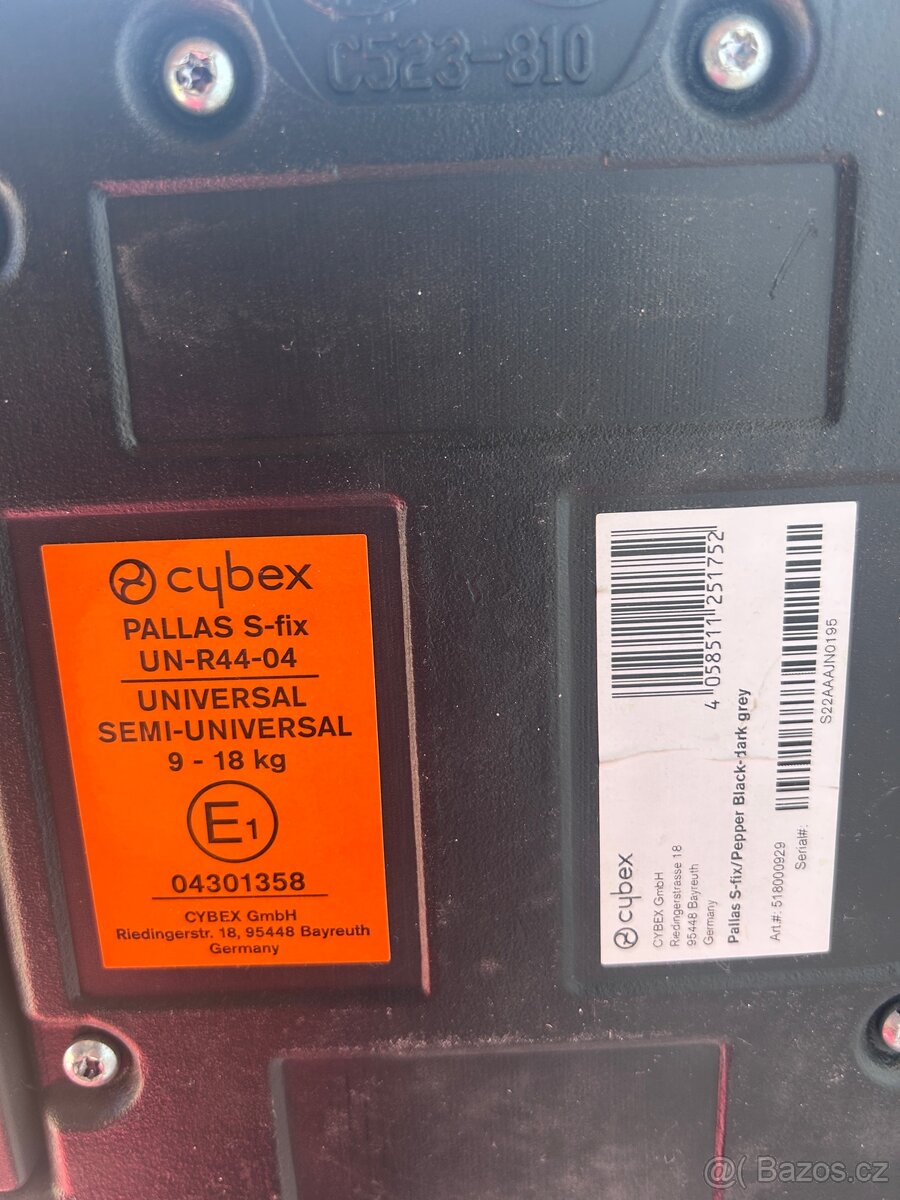 C523-810
cybex
PALLAS S-fix
UN-R44-04
UNIVERSAL
SEMI-UNIVERSAL
9 - 18 kg
E1
04301358
CYBEX GmbH
Riedingerstr. 18, 95448 Bayreuth
Germany
cybex
CYBEX GmbH
Riedingerstrasse 18
95448 Bayreuth
Germany
4 058511 251752
Pallas S-fix/Pepper Black-dark grey
Art.#: 518000929
Serial#:
S22AAAJN0195
@( Bazos.cz